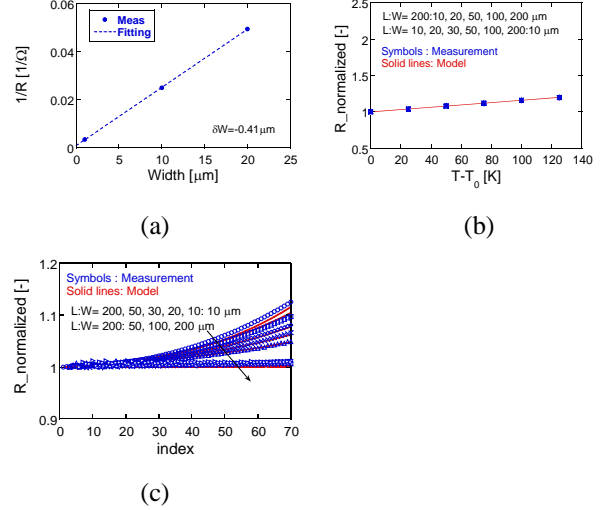 0.06
0.04
0.02
0
1/R [1/Ω]
Meas
Fitting
δW=-0.41μm
0 5 10 15 20 25
Width [μm]
(a)
2.5
2
1.5
1
0.5
R_normalized [-]
L:W= 200:10, 20, 50, 100, 200 μm
L:W= 10, 20, 30, 50, 100, 200:10 μm
Symbols : Measurement
Solid lines: Model
0 20 40 60 80 100 120 140
T-T0 [K]
(b)
1.2
1.1
1.0
0.9
R_normalized [-]
Symbols : Measurement
Solid lines: Model
L:W= 200, 50, 30, 20, 10: 10 μm
L:W= 200: 50, 100, 200 μm
0 10 20 30 40 50 60 70
index
(c)